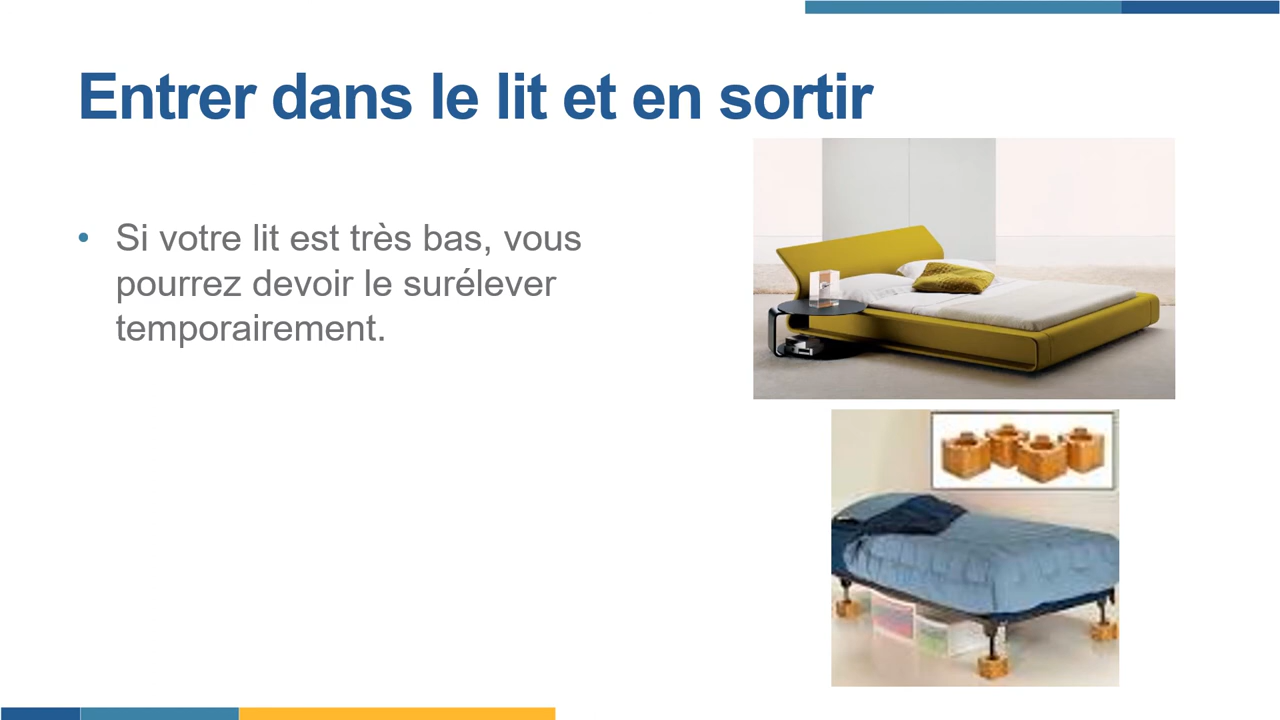 Entrer dans le lit et en sortir
• Si votre lit est très bas, vous
pourrez devoir le surélever
temporairement.